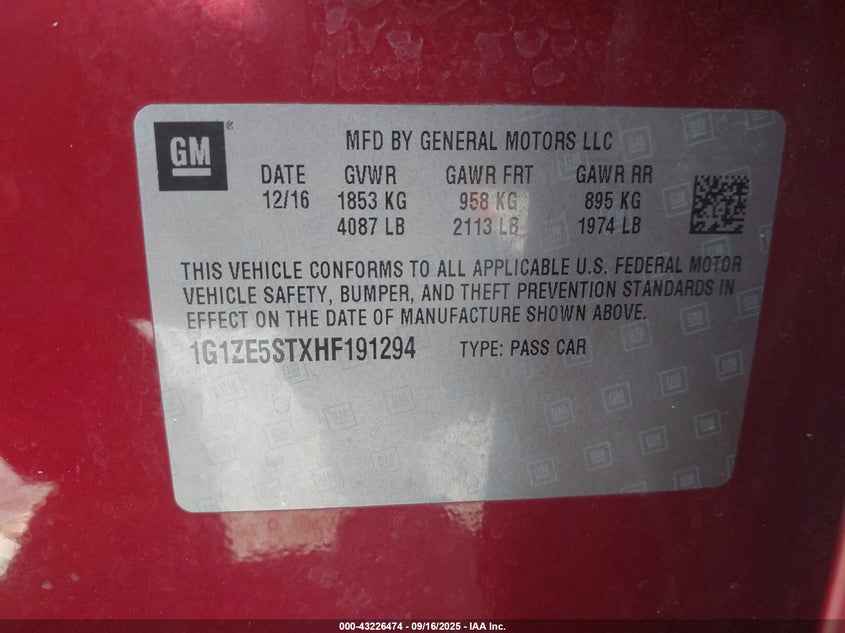 GM ®
MFD BY GENERAL MOTORS LLC
DATE GVWR GAWR FRT GAWR RR
12/16 1853 KG 958 KG 895 KG
4087 LB 2113 LB 1974 LB
THIS VEHICLE CONFORMS TO ALL APPLICABLE U.S. FEDERAL MOTOR
VEHICLE SAFETY, BUMPER, AND THEFT PREVENTION STANDARDS IN
EFFECT ON THE DATE OF MANUFACTURE SHOWN ABOVE.
1G1ZE5STXHF191294 TYPE: PASS CAR
000-43226474 - 09/16/2025 - IAA Inc.